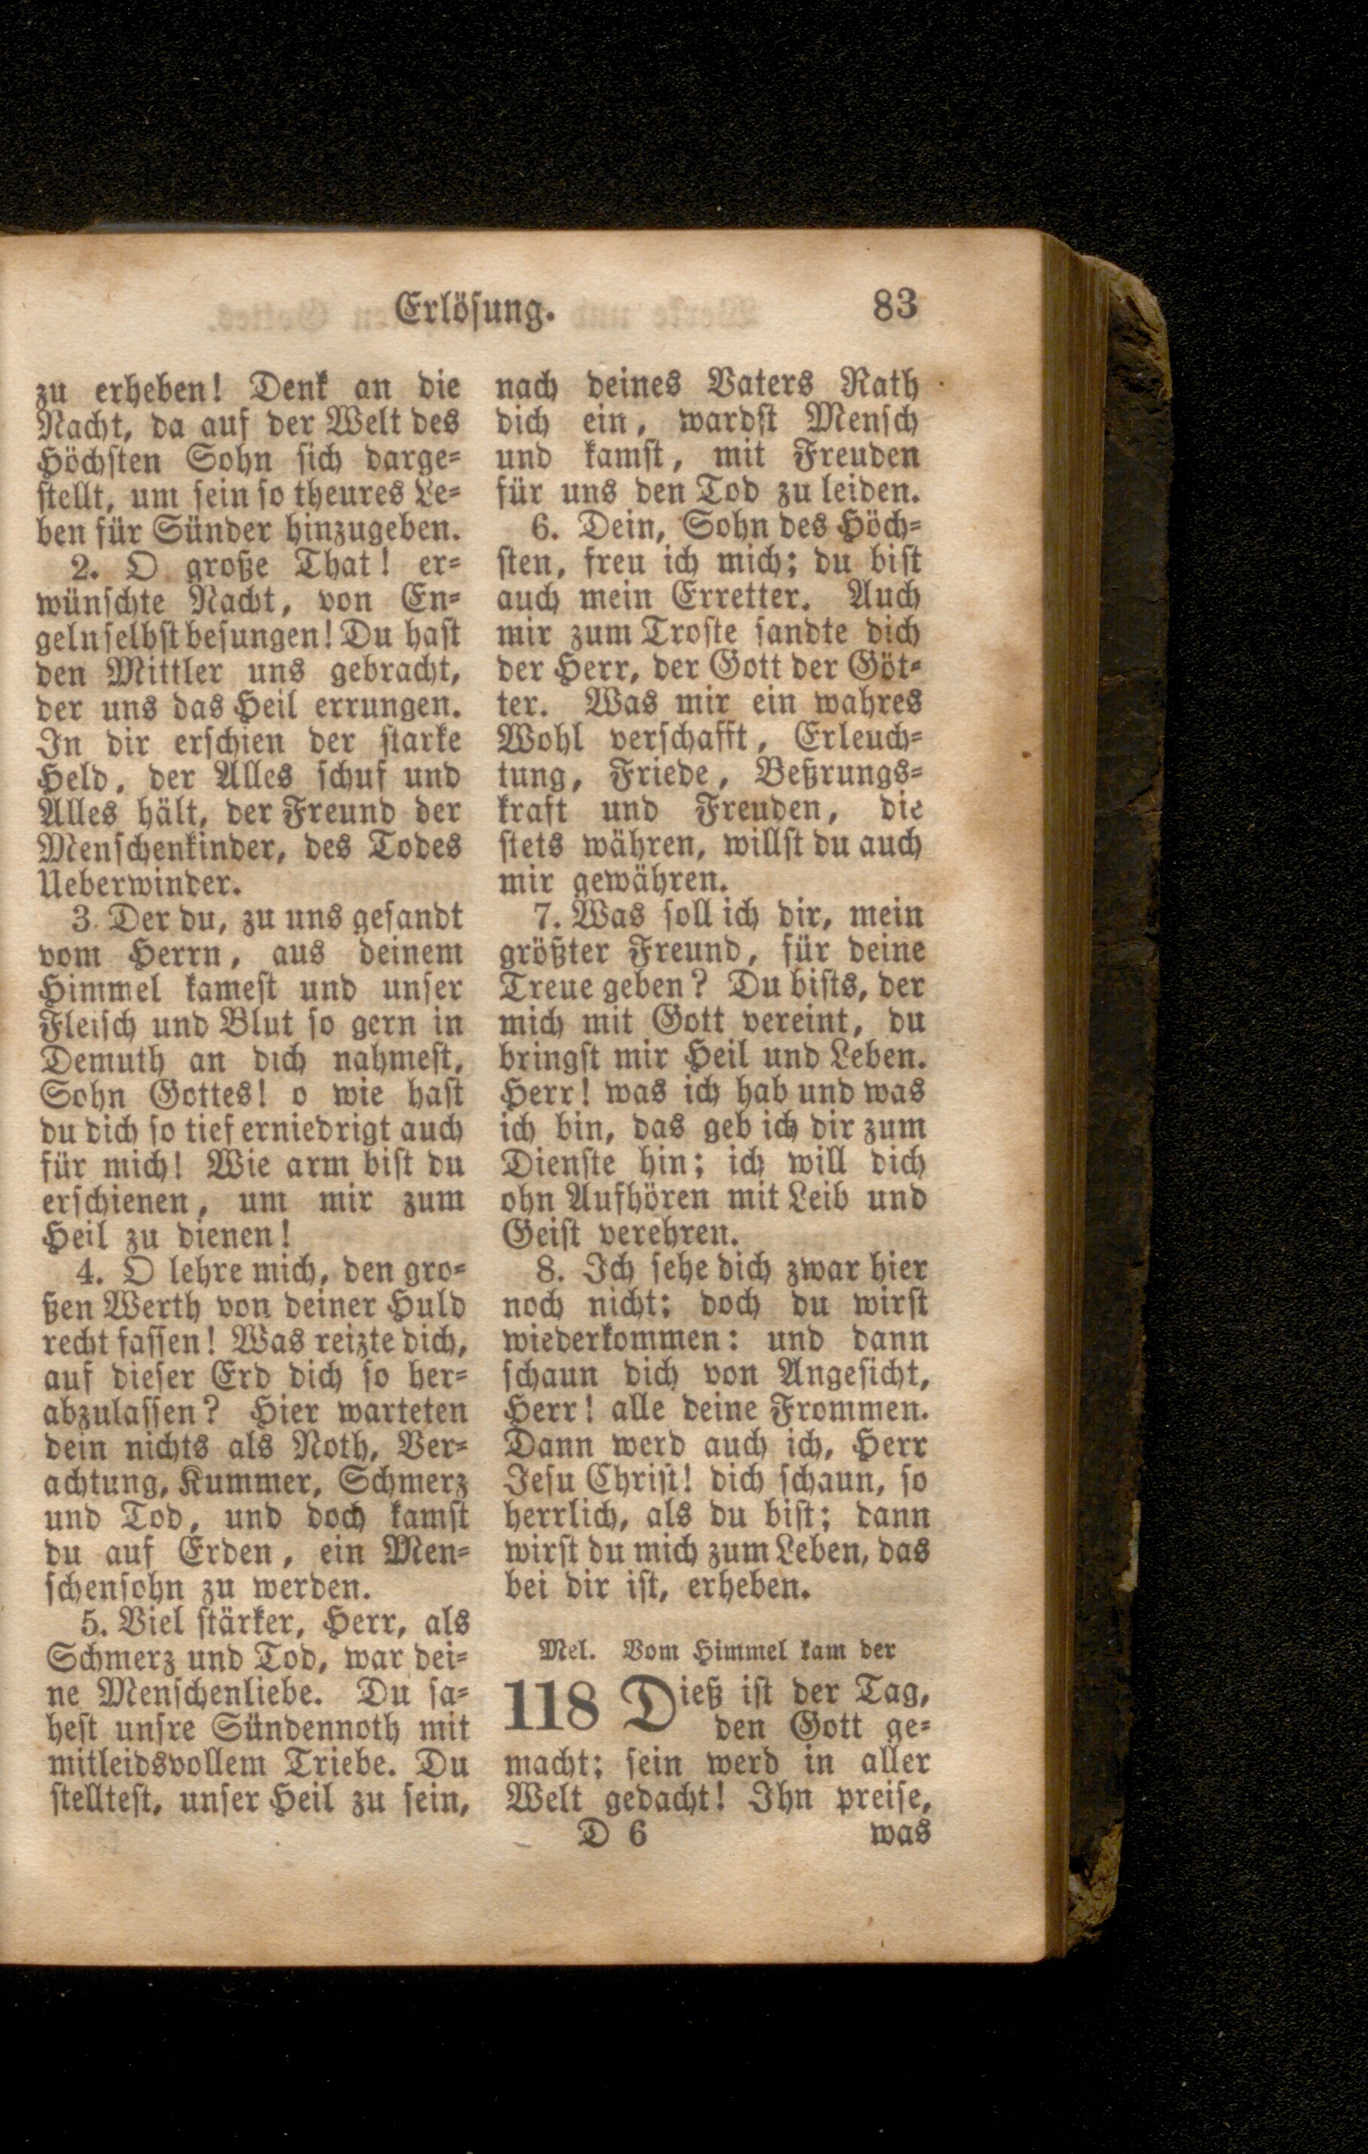 Erlösung.
83
zu erheben! Denk an die
Nacht, da auf der Welt des
Höchsten Sohn sich darge-
stellt, um sein so theures Le-
ben für Sünder hinzugeben.
2. O große That! er-
wünschte Nacht, von En-
geln selbst besungen! Du hast
den Mittler uns gebracht,
der uns das Heil errungen.
In dir erschien der starke
Held, der Alles schuf und
Alles hält, der Freund der
Menschenkinder, des Todes
Ueberwinder.
3. Der du, zu uns gesandt
vom Herrn, aus deinem
Himmel kamest und unser
Fleisch und Blut so gern in
Demuth an dich nahmest,
Sohn Gottes! o wie hast
du dich so tief erniedrigt auch
für mich! Wie arm bist du
erschienen, um mir zum
Heil zu dienen!
4. O lehre mich, den gro-
ßen Werth von deiner Huld
recht fassen! Was reizte dich,
auf dieser Erd dich so her-
abzulassen? Hier warteten
dein nichts als Noth, Ver-
achtung, Kummer, Schmerz
und Tod, und doch kamst
du auf Erden, ein Men-
schensohn zu werden.
5. Viel stärker, Herr, als
Schmerz und Tod, war dei-
ne Menschenliebe. Du sa-
hest unsre Sündennoth mit
mitleidsvollem Triebe. Du
stelltest, unser Heil zu sein,
nach deines Vaters Rath
dich ein, wardst Mensch
und kamst, mit Freuden
für uns den Tod zu leiden.
6. Dein, Sohn des Höch-
sten, freu ich mich; du bist
auch mein Erretter. Auch
mir zum Troste sandte dich
der Herr, der Gott der Göt-
ter. Was mir ein wahres
Wohl verschafft, Erleuch-
tung, Friede, Beßrungs-
kraft und Freuden, die
stets währen, willst du auch
mir gewähren.
7. Was soll ich dir, mein
größter Freund, für deine
Treue geben? Du bists, der
mich mit Gott vereint, du
bringst mir Heil und Leben.
Herr! was ich hab und was
ich bin, das geb ich dir zum
Dienste hin; ich will dich
ohn Aufhören mit Leib und
Geist verehren.
8. Ich sehe dich zwar hier
noch nicht; doch du wirst
wiederkommen: und dann
schaun dich von Angesicht,
Herr! alle deine Frommen.
Dann werd auch ich, Herr
Jesu Christ! dich schaun, so
herrlich, als du bist; dann
wirst du mich zum Leben, das
bei dir ist, erheben.
Mel. Vom Himmel kam der
118 Dieß ist der Tag,
den Gott ge-
macht; sein werd in aller
Welt gedacht! Ihn preise,
D 6
was